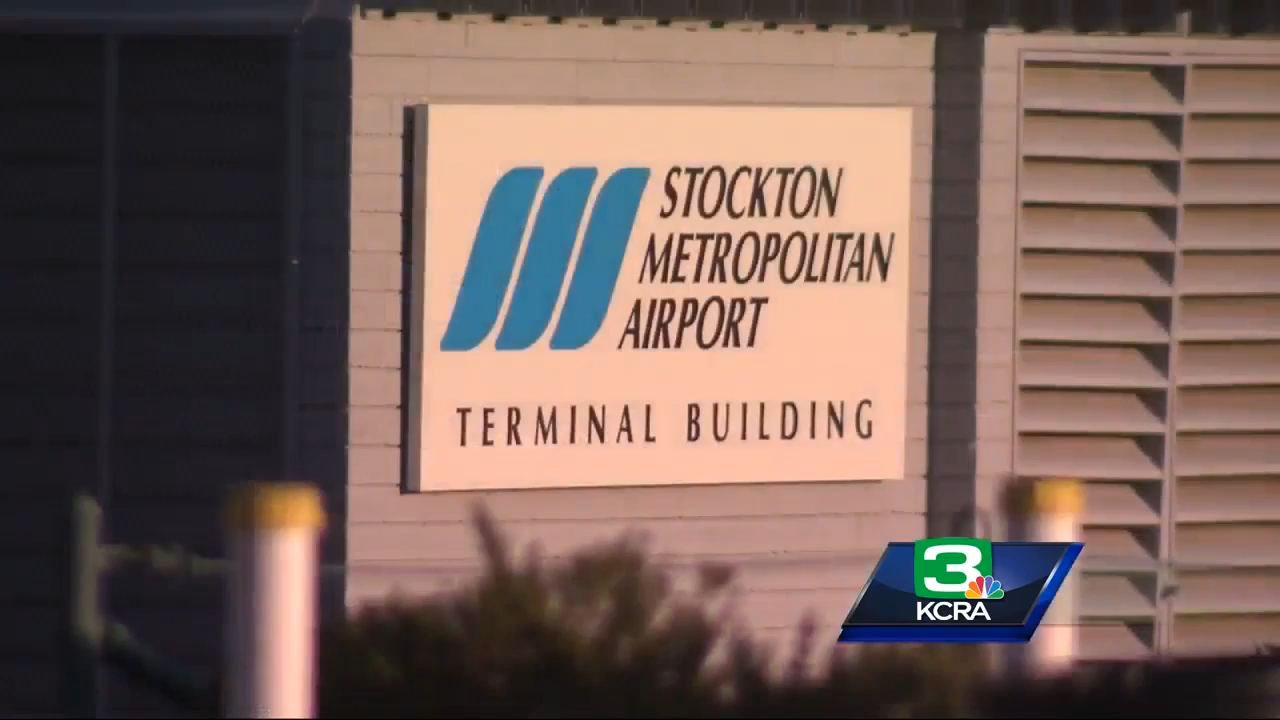 STOCKTON
METROPOLITAN
AIRPORT
TERMINAL BUILDING
3
KCRA